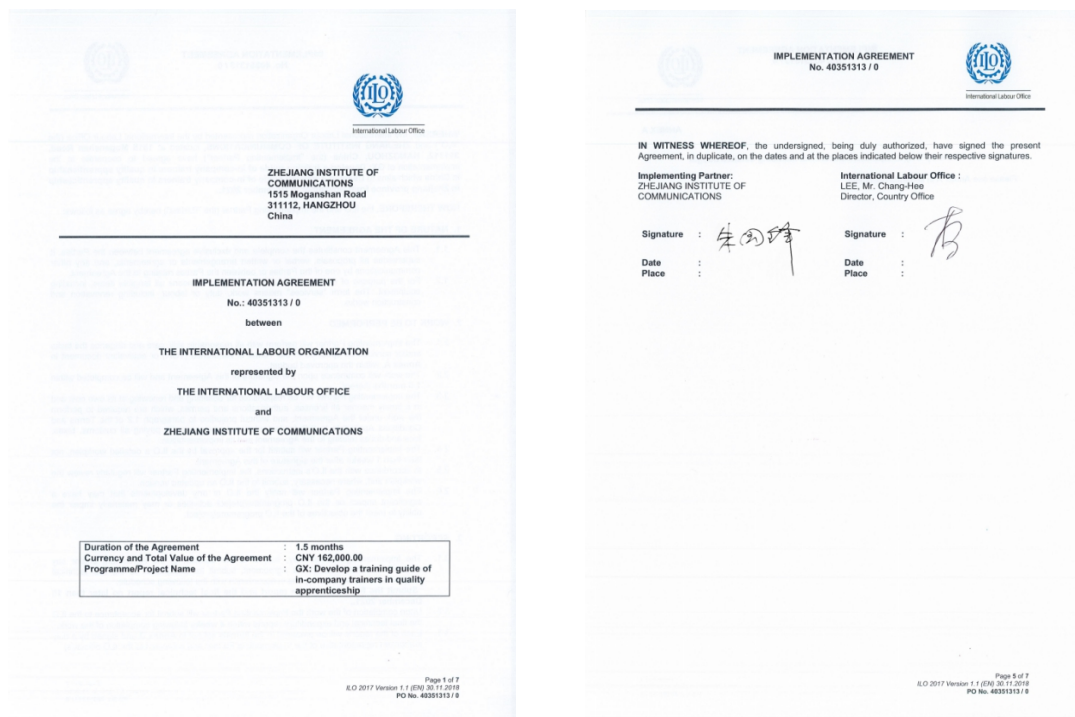 ILO
International Labour Office
ZHEJIANG INSTITUTE OF
COMMUNICATIONS
1515 Moganshan Road
311112, HANGZHOU
China
IMPLEMENTATION AGREEMENT
No.: 40351313 / 0
between
THE INTERNATIONAL LABOUR ORGANIZATION
represented by
THE INTERNATIONAL LABOUR OFFICE
and
ZHEJIANG INSTITUTE OF COMMUNICATIONS
Duration of the Agreement : 1.5 months
Currency and Total Value of the Agreement : CNY 162,000.00
Programme/Project Name : GX: Develop a training guide of
in-company trainers in quality
apprenticeship
Page 1 of 7
ILO 2017 Version 1.1 (EN) 30.11.2018
PO No. 40351313 / 0
IMPLEMENTATION AGREEMENT
No. 40351313 / 0
ILO
International Labour Office
IN WITNESS WHEREOF, the undersigned, being duly authorized, have signed the present
Agreement, in duplicate, on the dates and at the places indicated below their respective signatures.
Implementing Partner:
ZHEJIANG INSTITUTE OF
COMMUNICATIONS
Signature :
Date :
Place :
International Labour Office :
LEE, Mr. Chang-Hee
Director, Country Office
Signature :
Date :
Place :
Page 5 of 7
ILO 2017 Version 1.1 (EN) 30.11.2018
PO No. 40351313 / 0